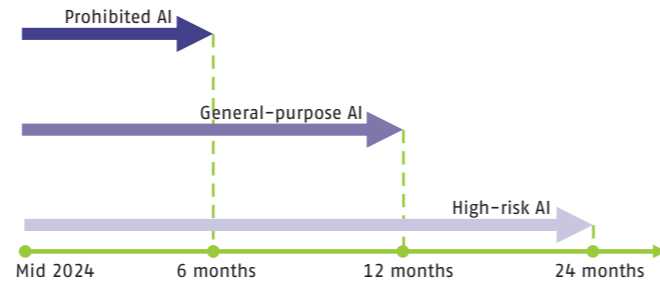 Prohibited AI
General-purpose AI
High-risk AI
Mid 2024
6 months
12 months
24 months